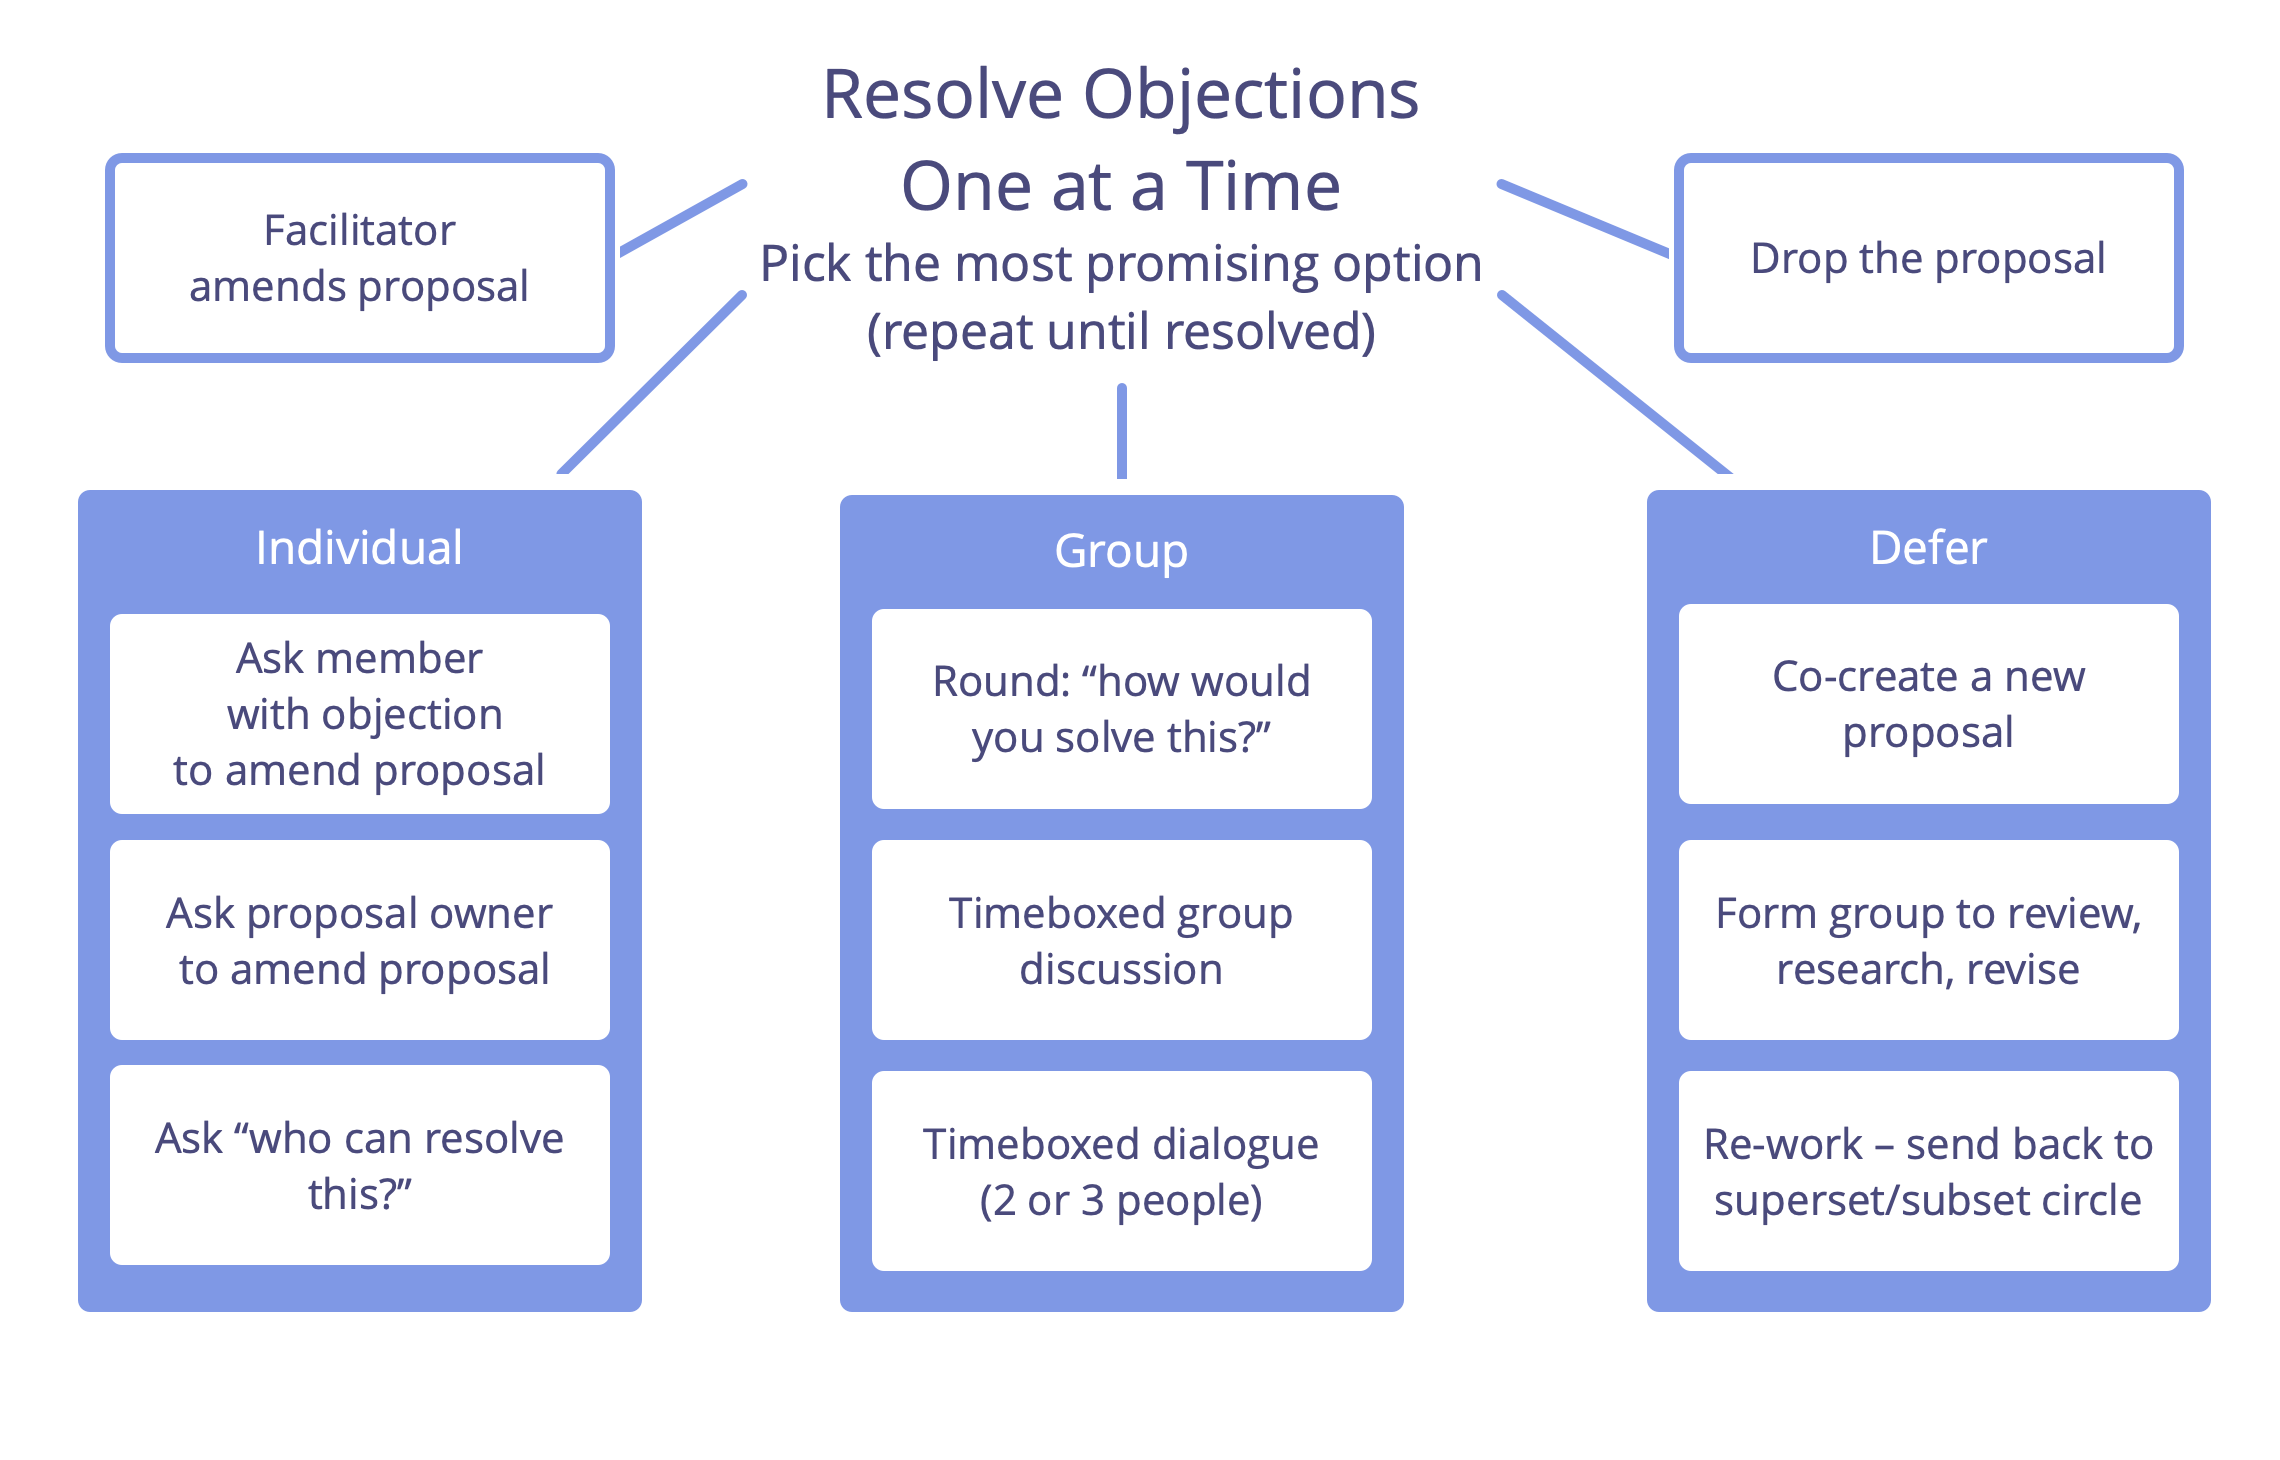 Resolve Objections
One at a Time
Pick the most promising option
(repeat until resolved)
Facilitator
amends proposal
Drop the proposal
Individual
Ask member
with objection
to amend proposal
Ask proposal owner
to amend proposal
Ask “who can resolve
this?”
Group
Round: “how would
you solve this?”
Timeboxed group
discussion
Timeboxed dialogue
(2 or 3 people)
Defer
Co-create a new
proposal
Form group to review,
research, revise
Re-work – send back to
superset/subset circle